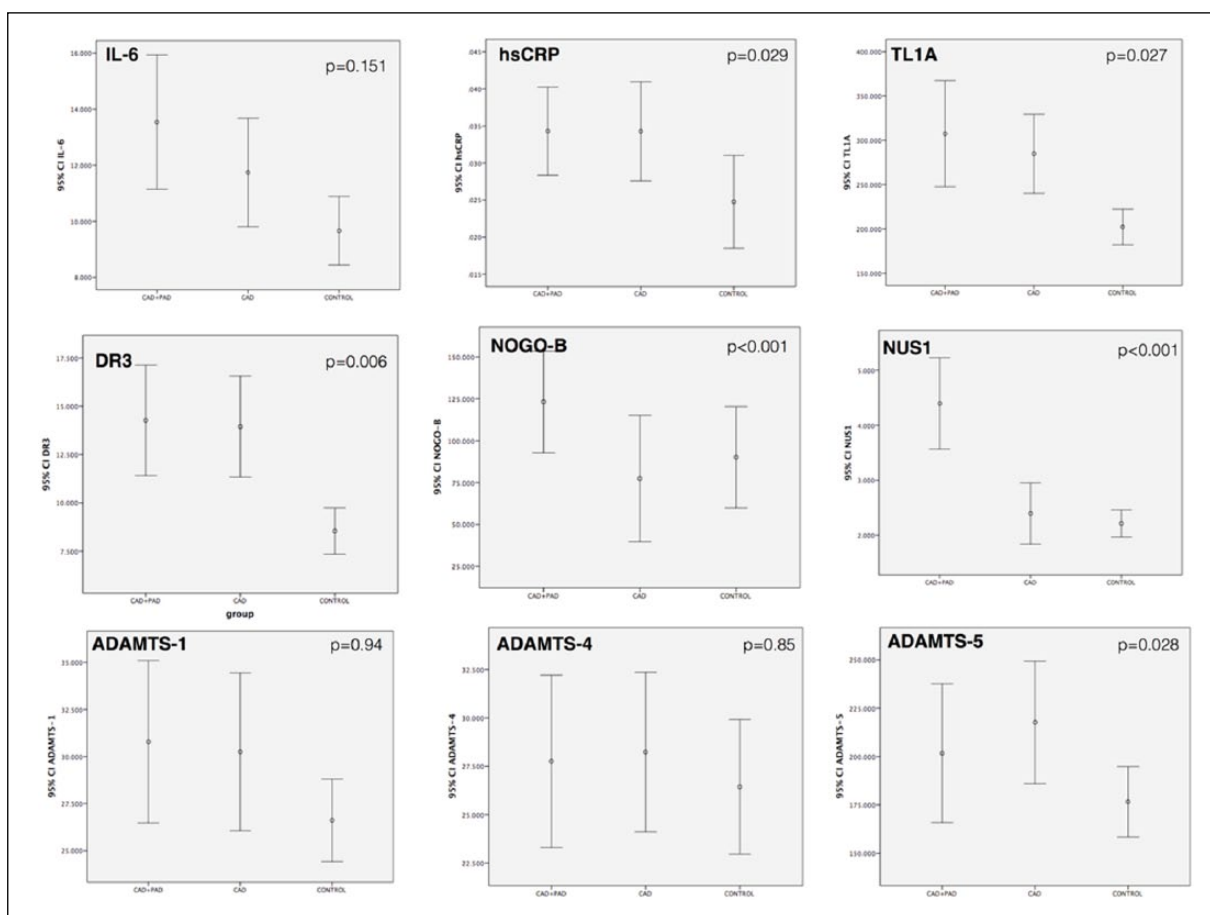 IL-6
p=0.151
95% CI IL-6
16.000
14.000
12.000
10.000
8.000
CAD+PAD CAD CONTROL
hsCRP
p=0.029
95% CI hsCRP
.045
.040
.035
.030
.025
.020
.015
CAD+PAD CAD CONTROL
TL1A
p=0.027
95% CI TL1A
400.000
350.000
300.000
250.000
200.000
150.000
CAD+PAD CAD CONTROL
DR3
p=0.006
95% CI DR3
17.500
15.000
12.500
10.000
7.500
CAD+PAD CAD CONTROL
group
NOGO-B
p<0.001
95% CI NOGO-B
150.000
125.000
100.000
75.000
50.000
25.000
CAD+PAD CAD CONTROL
NUS1
p<0.001
95% CI NUS1
5.000
4.000
3.000
2.000
CAD+PAD CAD CONTROL
ADAMTS-1
p=0.94
95% CI ADAMTS-1
35.000
32.500
30.000
27.500
25.000
CAD+PAD CAD CONTROL
ADAMTS-4
p=0.85
95% CI ADAMTS-4
32.500
30.000
27.500
25.000
22.500
CAD+PAD CAD CONTROL
ADAMTS-5
p=0.028
95% CI ADAMTS-5
250.000
225.000
200.000
175.000
150.000
CAD+PAD CAD CONTROL